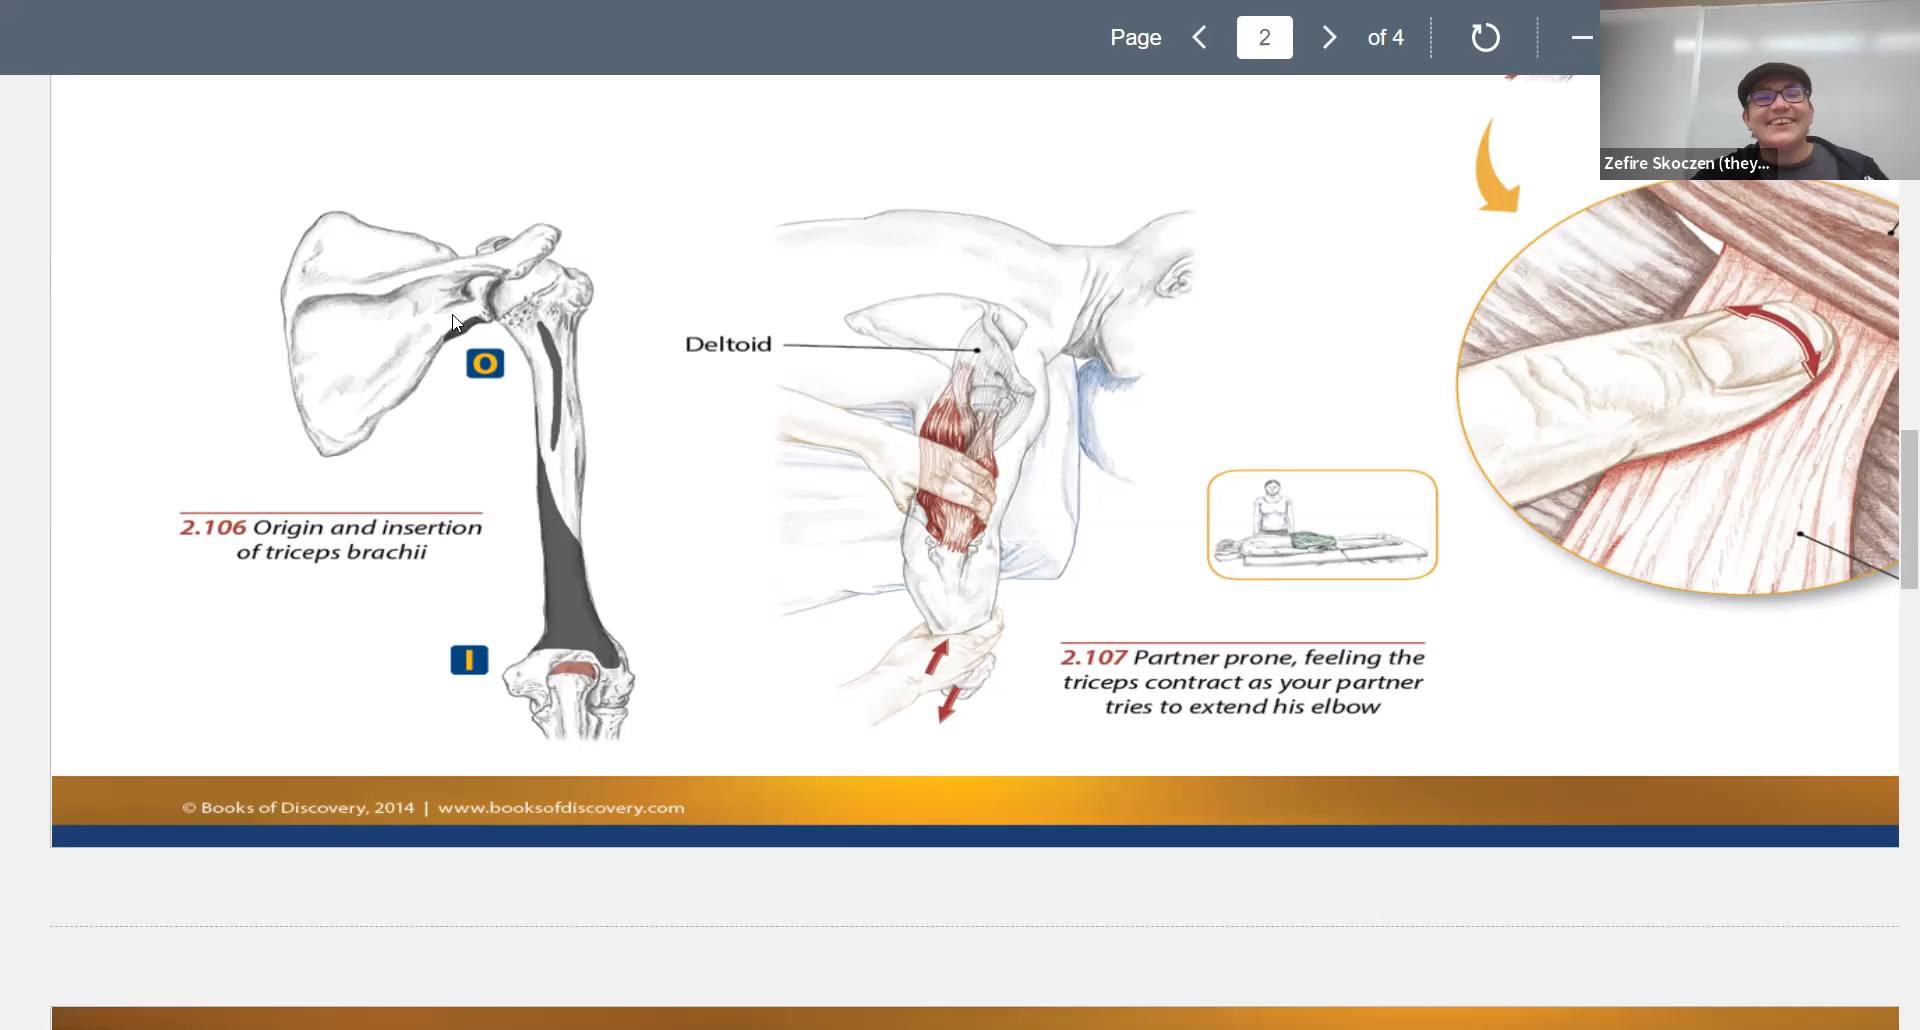 Page 2 of 4
Zefire Skoczen (they...
Deltoid
O
2.106 Origin and insertion
of triceps brachii
I
2.107 Partner prone, feeling the
triceps contract as your partner
tries to extend his elbow
© Books of Discovery, 2014 | www.booksofdiscovery.com